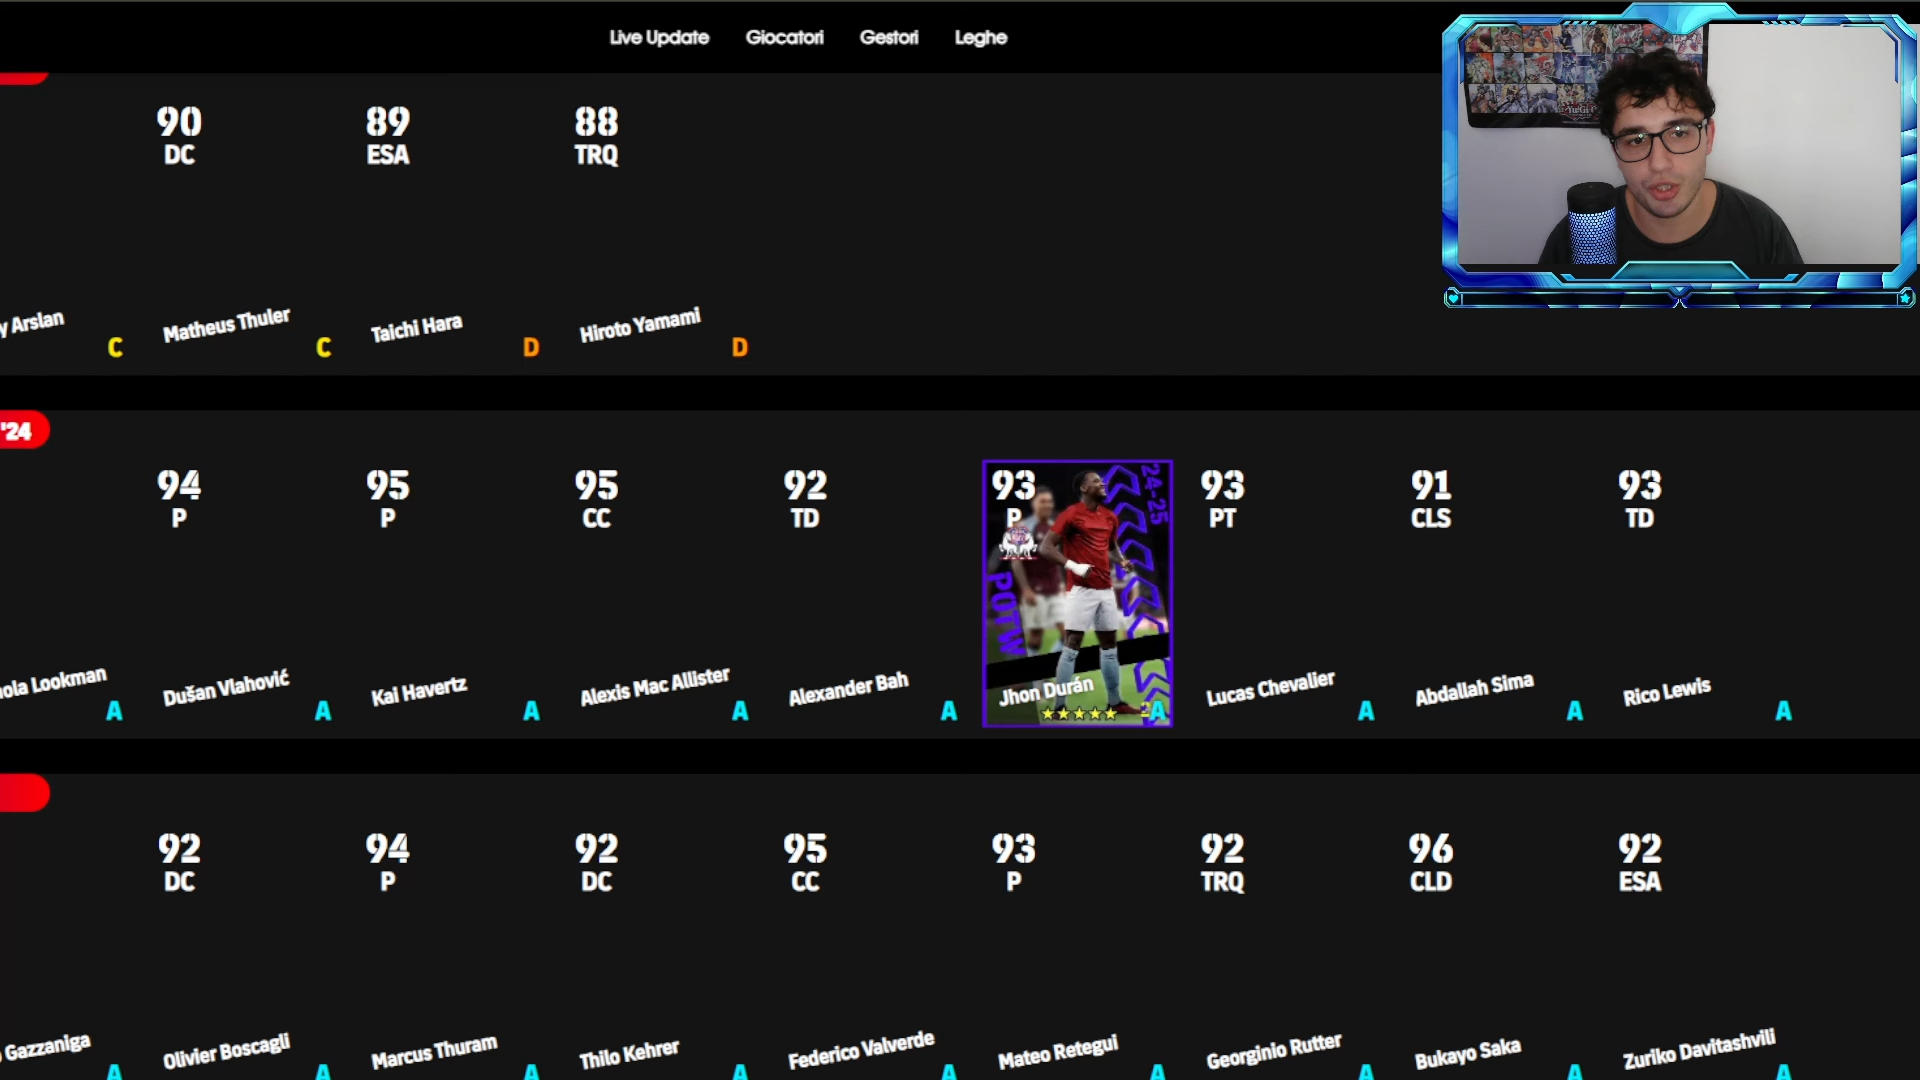 Live Update Giocatori Gestori Leghe
90 89 88
DC ESA TRQ
y Arslan Matheus Thuler Taichi Hara Hiroto Yamami
C C D D
'24
94 95 95 92 93 93 91 93
P P CC TD P PT CLS TD
24-25
POTW
ola Lookman Dušan Vlahović Kai Havertz Alexis Mac Allister Alexander Bah Jhon Durán Lucas Chevalier Abdallah Sima Rico Lewis
A A A A A A A A A
92 94 92 95 93 92 96 92
DC P DC CC P TRQ CLD ESA
Gazzaniga Olivier Boscagli Marcus Thuram Thilo Kehrer Federico Valverde Mateo Retegui Georginio Rutter Bukayo Saka Zuriko Davitashvili
A A A A A A A A A